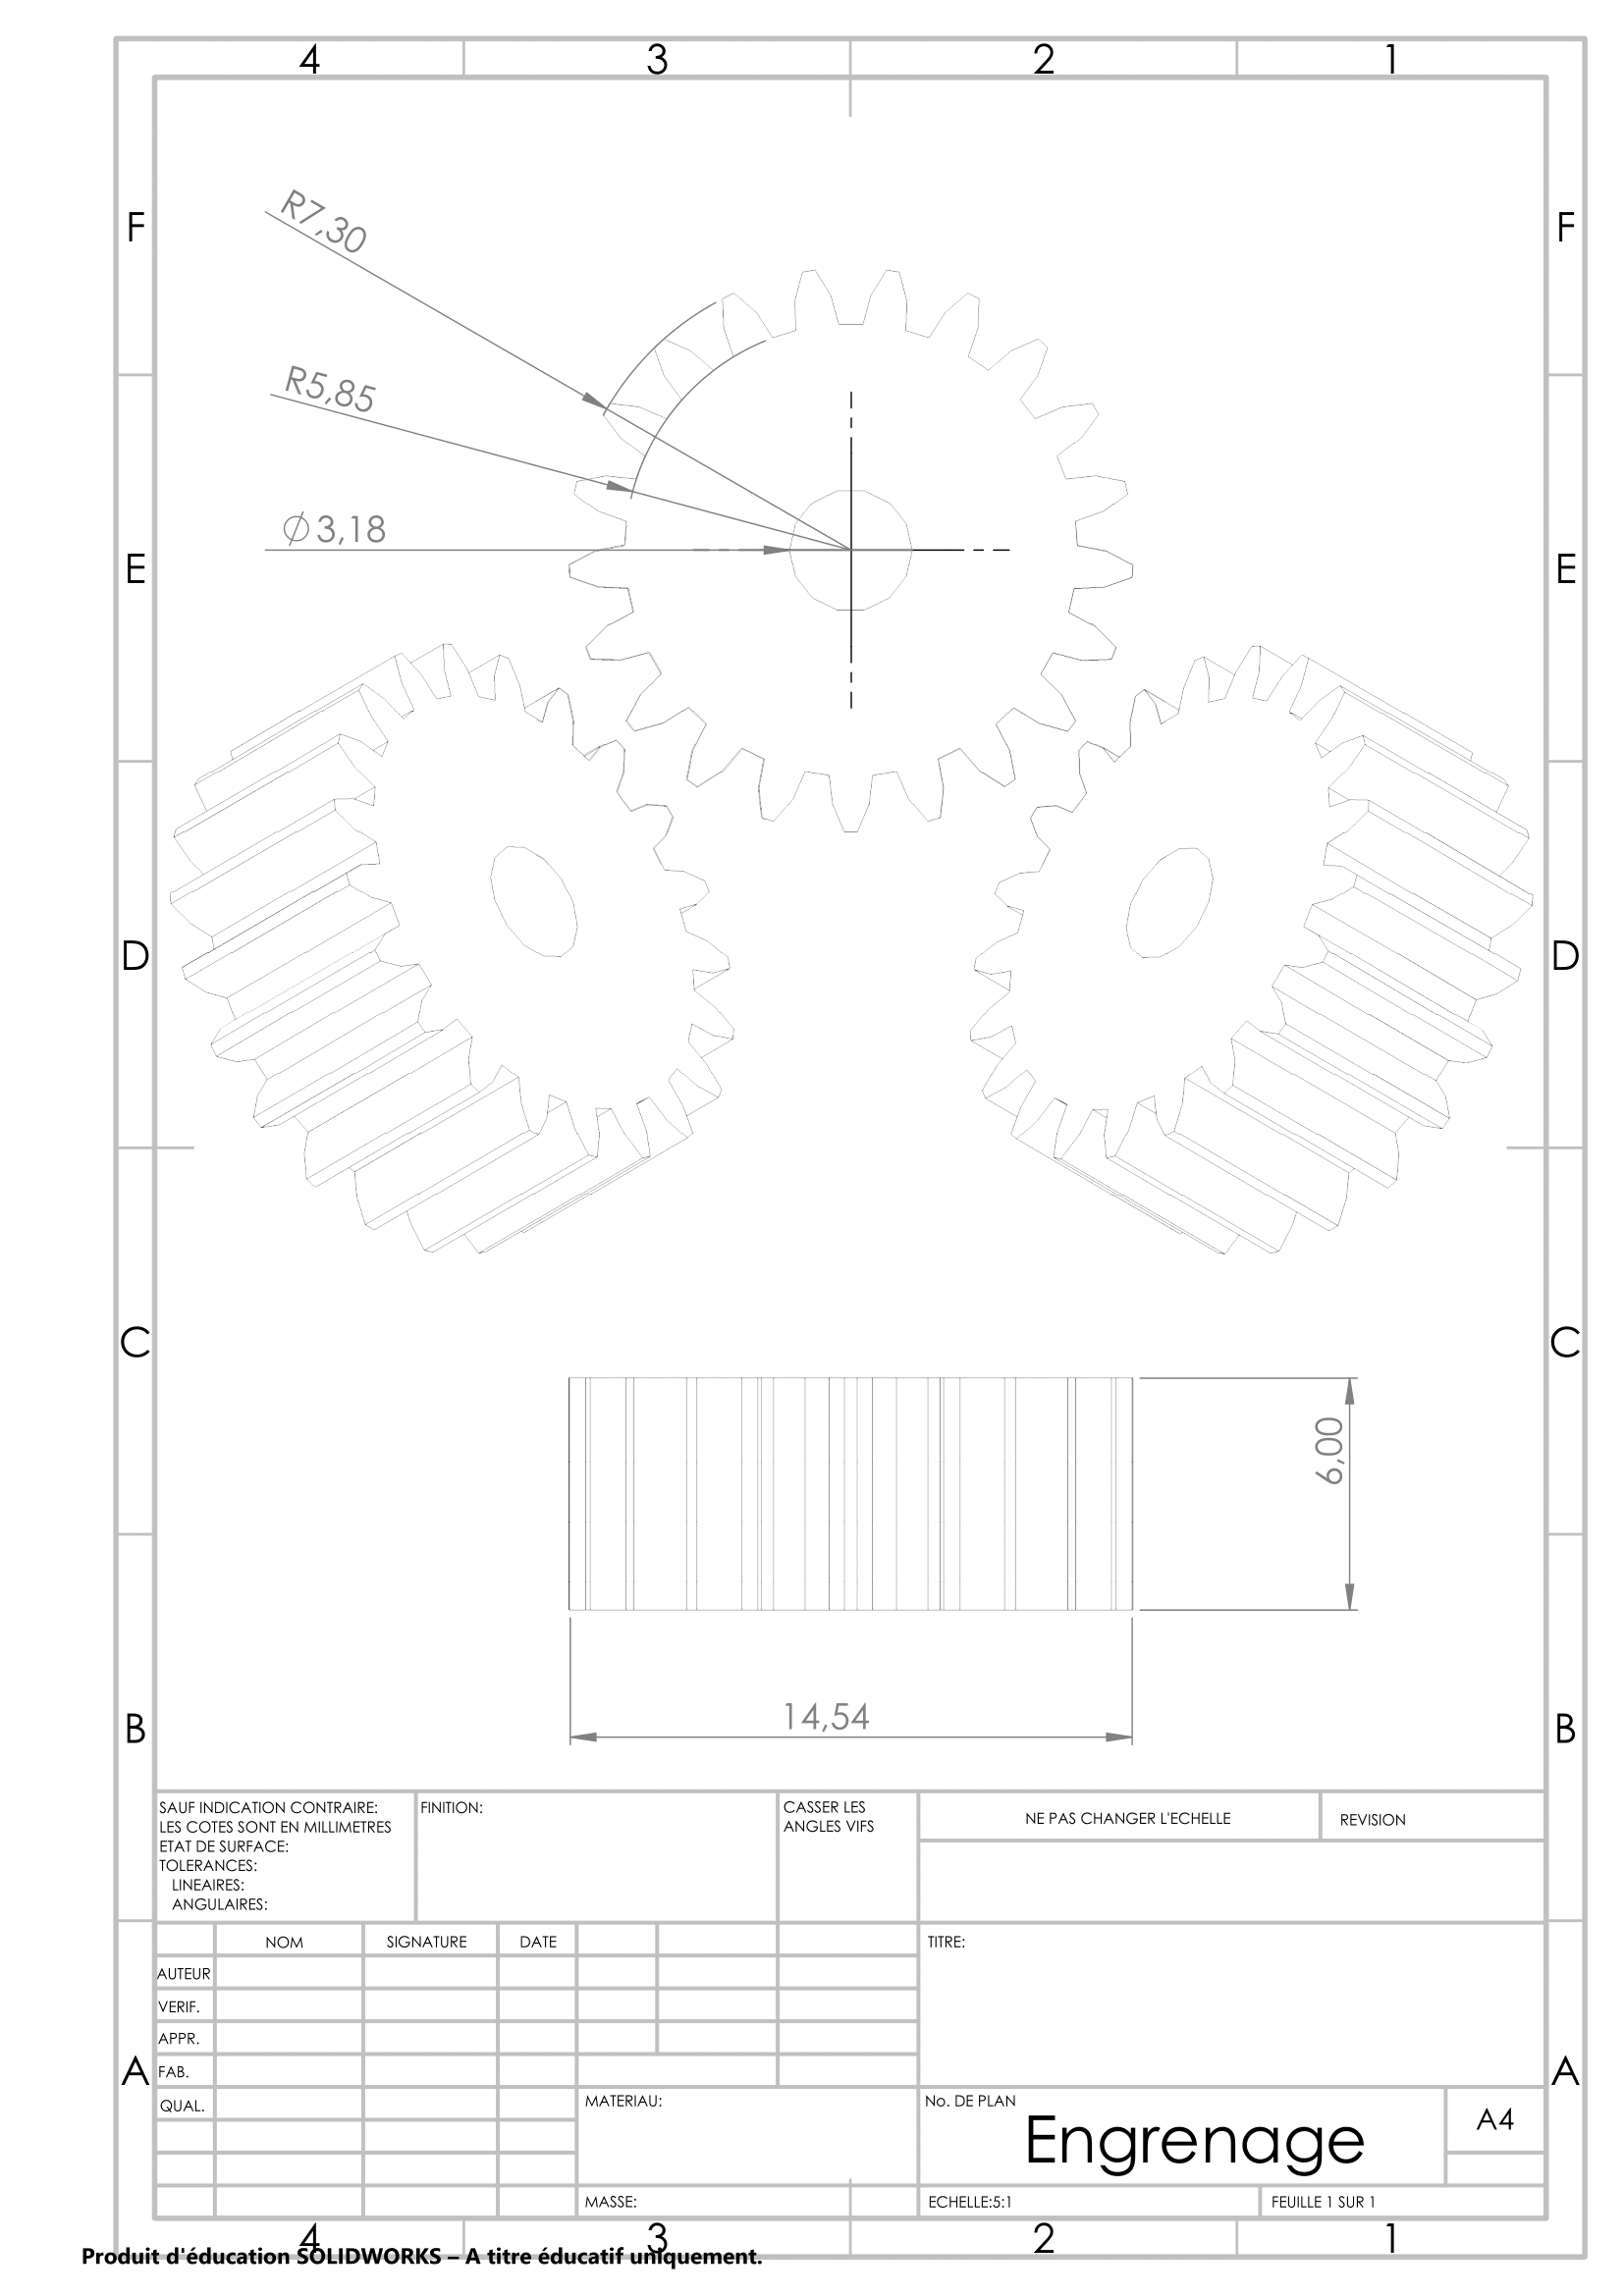 4 3 2 1
F F
R7,30
R5,85
⌀3,18
E E
D D
C C
6,00
14,54
B B
SAUF INDICATION CONTRAIRE:
LES COTES SONT EN MILLIMETRES
ETAT DE SURFACE:
TOLERANCES:
LINEAIRES:
ANGULAIRES:
FINITION:
CASSER LES
ANGLES VIFS
NE PAS CHANGER L'ECHELLE
REVISION
NOM SIGNATURE DATE
TITRE:
AUTEUR
VERIF.
APPR.
FAB.
QUAL.
A A
MATERIAU:
No. DE PLAN
Engrenage
A4
MASSE:
ECHELLE:5:1
FEUILLE 1 SUR 1
4 3 2 1
Produit d'éducation SOLIDWORKS – A titre éducatif uniquement.